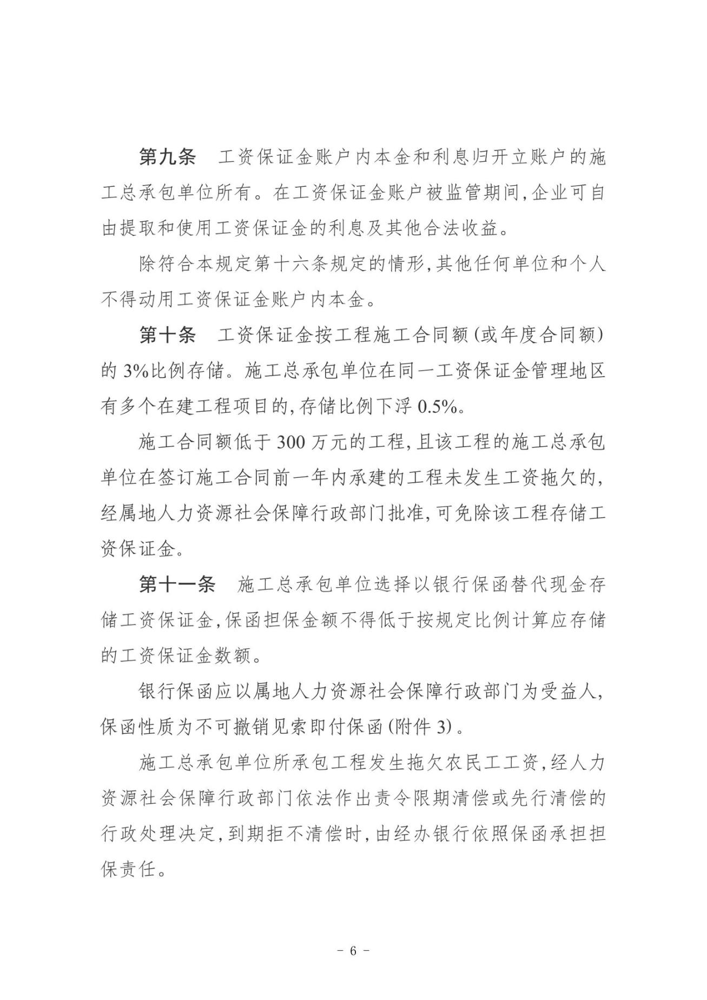 第九条　工资保证金账户内本金和利息归开立账户的施
工总承包单位所有。在工资保证金账户被监管期间,企业可自
由提取和使用工资保证金的利息及其他合法收益。
除符合本规定第十六条规定的情形,其他任何单位和个人
不得动用工资保证金账户内本金。
第十条　工资保证金按工程施工合同额(或年度合同额)
的 3%比例存储。施工总承包单位在同一工资保证金管理地区
有多个在建工程项目的,存储比例下浮 0.5%。
施工合同额低于 300 万元的工程,且该工程的施工总承包
单位在签订施工合同前一年内承建的工程未发生工资拖欠的,
经属地人力资源社会保障行政部门批准,可免除该工程存储工
资保证金。
第十一条　施工总承包单位选择以银行保函替代现金存
储工资保证金,保函担保金额不得低于按规定比例计算应存储
的工资保证金数额。
银行保函应以属地人力资源社会保障行政部门为受益人,
保函性质为不可撤销见索即付保函(附件 3)。
施工总承包单位所承包工程发生拖欠农民工工资,经人力
资源社会保障行政部门依法作出责令限期清偿或先行清偿的
行政处理决定,到期拒不清偿时,由经办银行依照保函承担担
保责任。
- 6 -